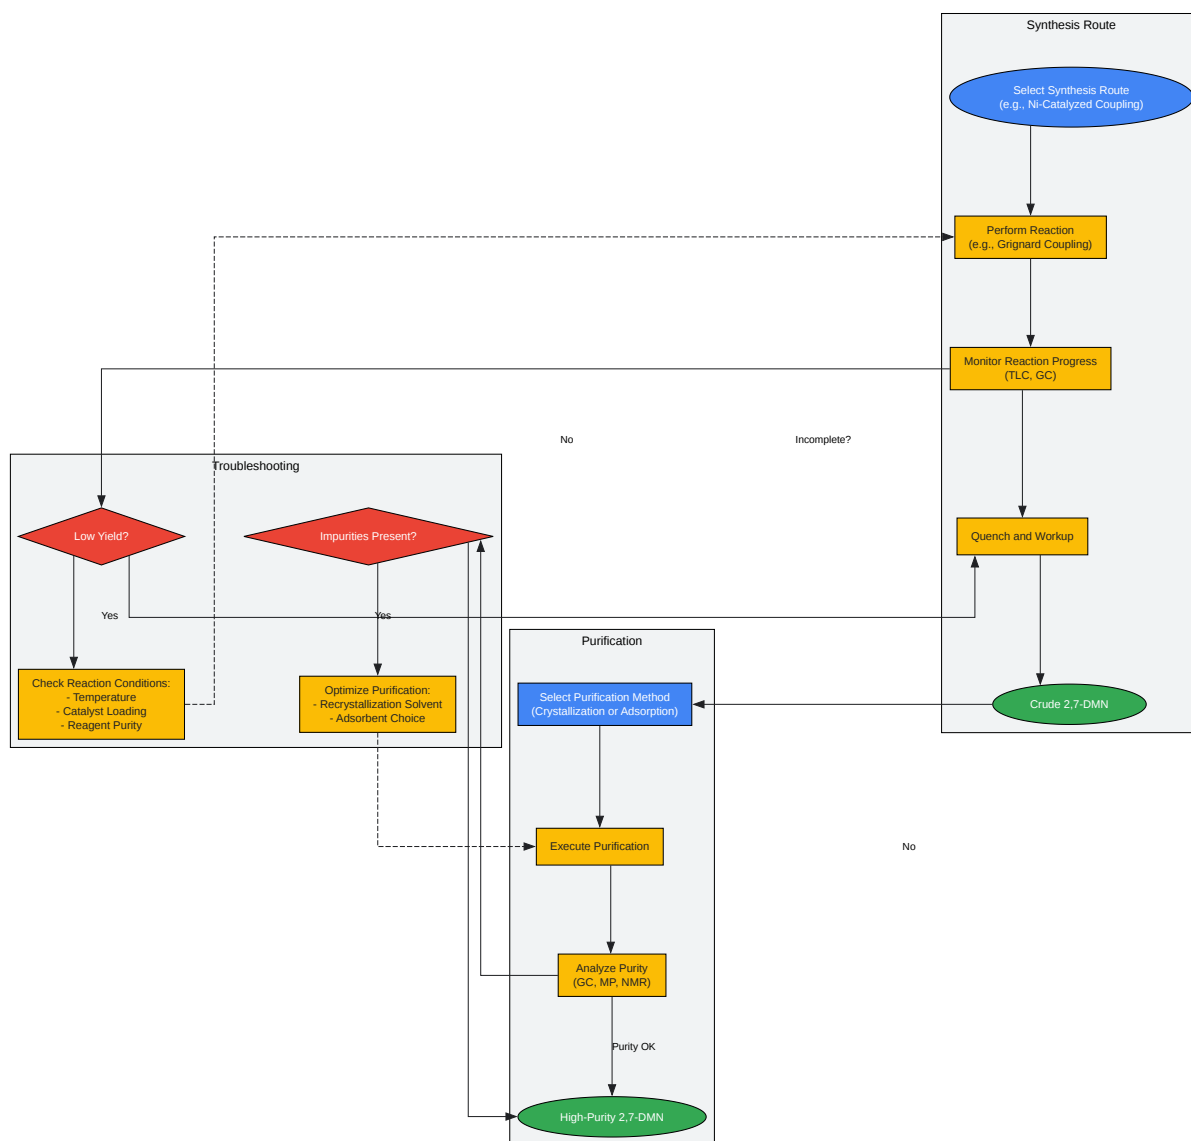 Synthesis Route
Select Synthesis Route
(e.g., Ni-Catalyzed Coupling)
Perform Reaction
(e.g., Grignard Coupling)
Monitor Reaction Progress
(TLC, GC)
No
Incomplete?
Troubleshooting
Low Yield?
Impurities Present?
Quench and Workup
Yes
Yes
Purification
Check Reaction Conditions:
- Temperature
- Catalyst Loading
- Reagent Purity
Optimize Purification:
- Recrystallization Solvent
- Adsorbent Choice
Select Purification Method
(Crystallization or Adsorption)
Crude 2,7-DMN
Execute Purification
No
Analyze Purity
(GC, MP, NMR)
Purity OK
High-Purity 2,7-DMN